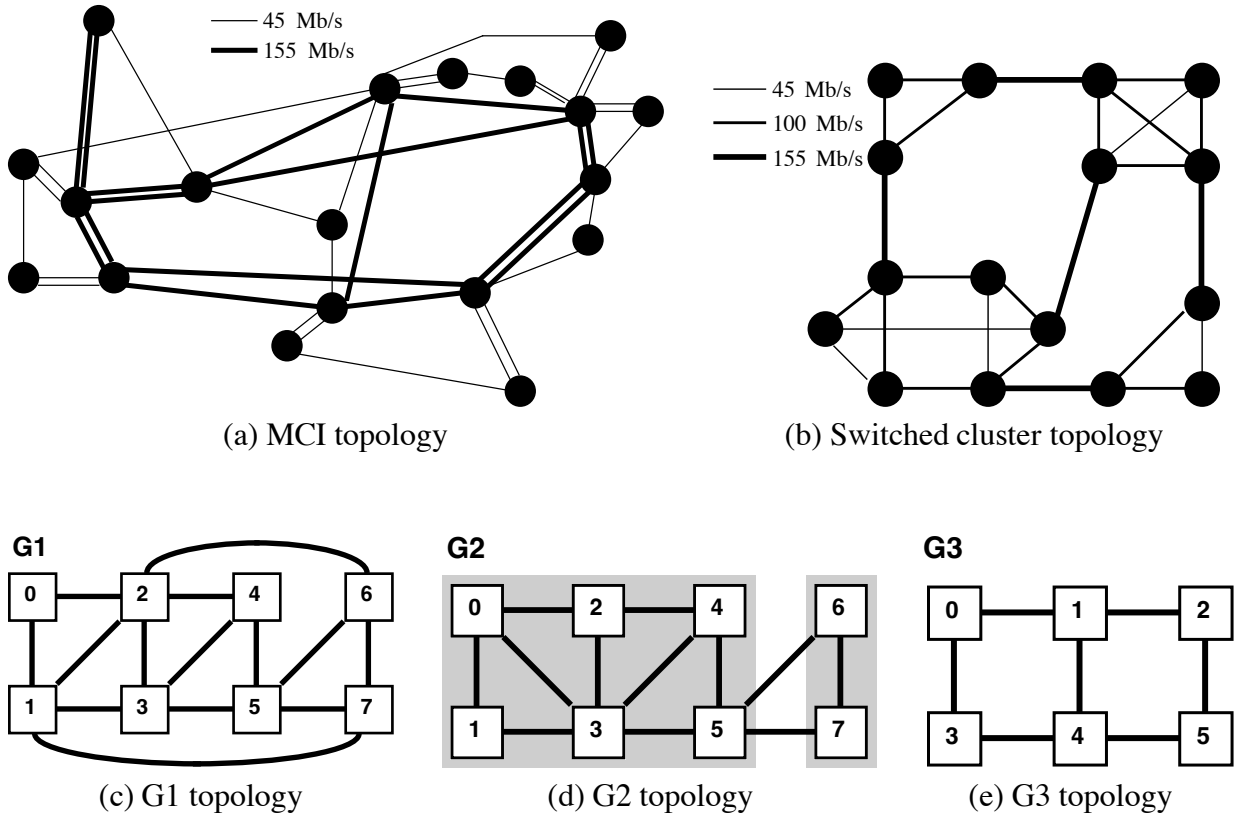 45 Mb/s
155 Mb/s
(a) MCI topology
45 Mb/s
100 Mb/s
155 Mb/s
(b) Switched cluster topology
G1
0 2 4 6
1 3 5 7
(c) G1 topology
G2
0 2 4 6
1 3 5 7
(d) G2 topology
G3
0 1 2
3 4 5
(e) G3 topology